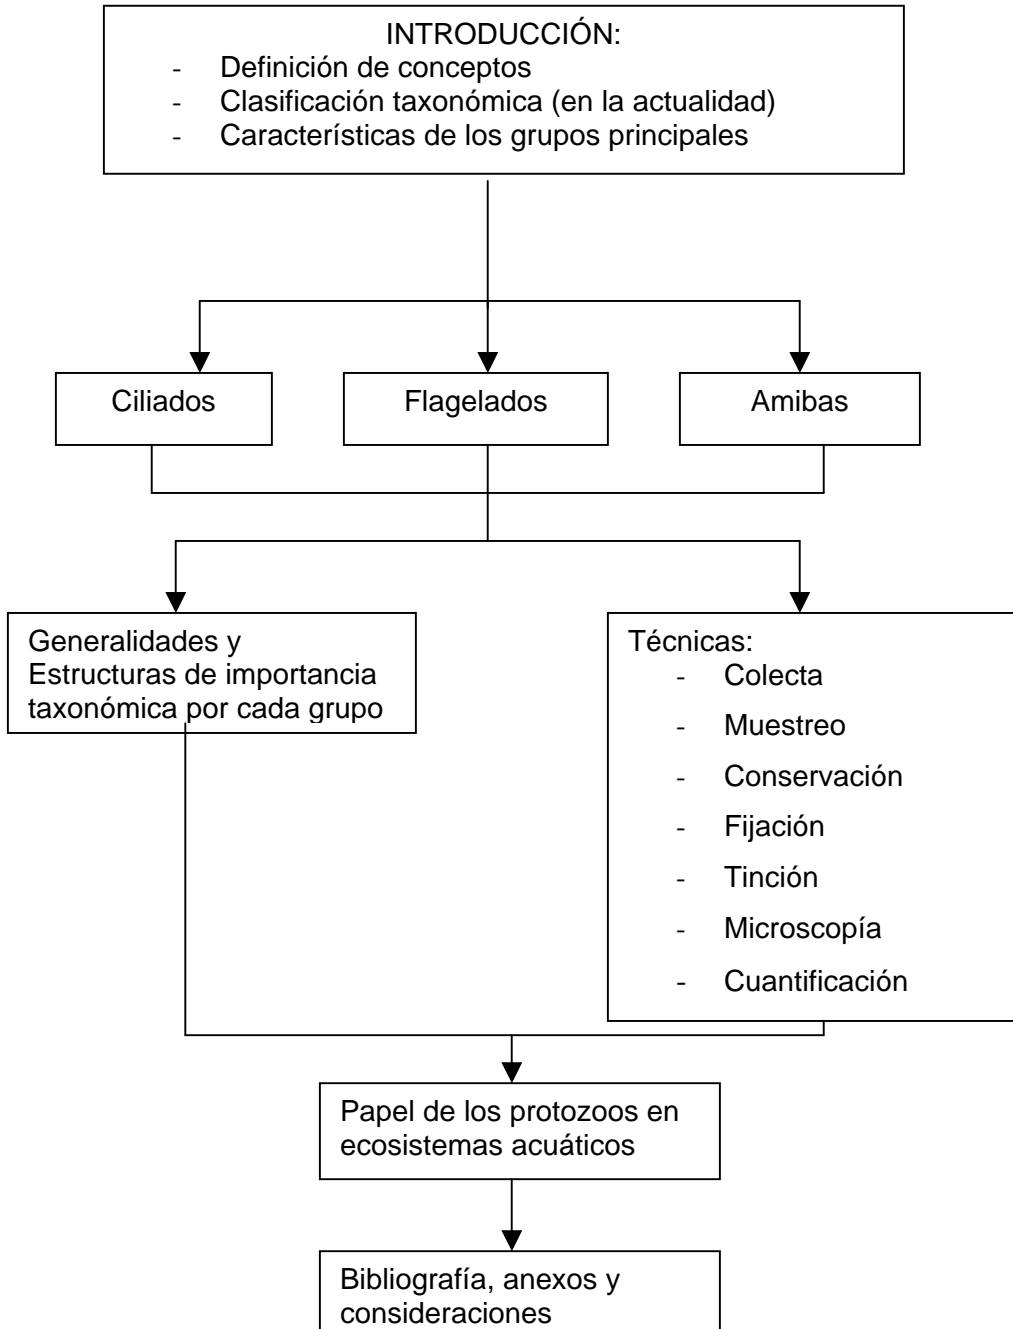 INTRODUCCIÓN:
- Definición de conceptos
- Clasificación taxonómica (en la actualidad)
- Características de los grupos principales
Ciliados
Flagelados
Amibas
Generalidades y
Estructuras de importancia
taxonómica por cada grupo
Técnicas:
- Colecta
- Muestreo
- Conservación
- Fijación
- Tinción
- Microscopía
- Cuantificación
Papel de los protozoos en
ecosistemas acuáticos
Bibliografía, anexos y
consideraciones